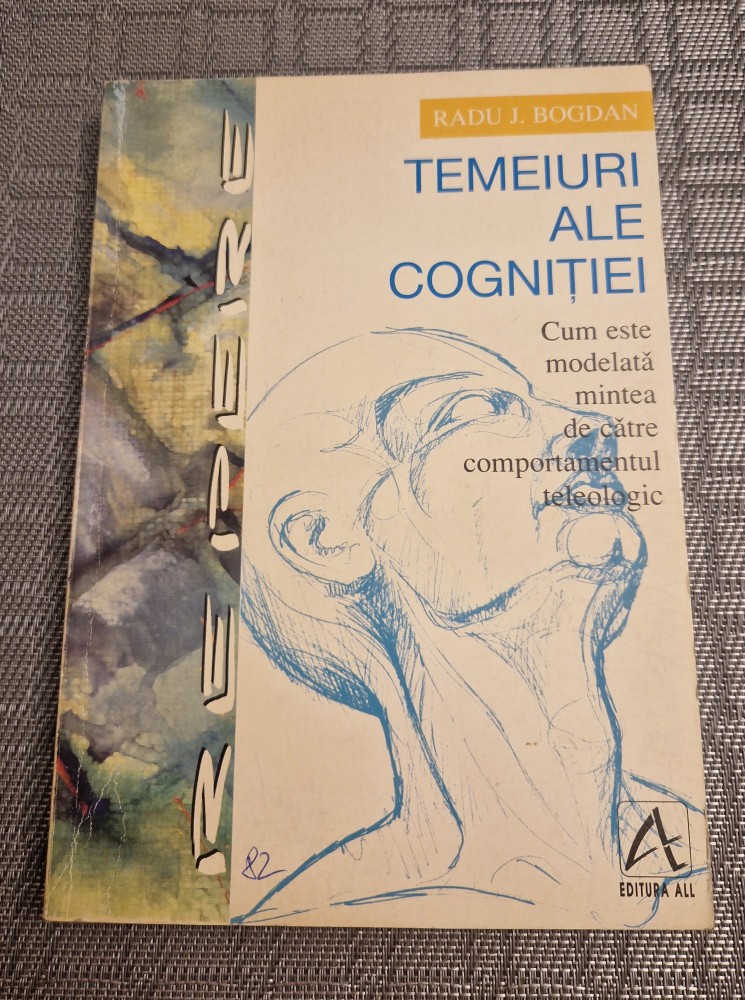 RADU J. BOGDAN
TEMEIURI
ALE
COGNIȚIEI
Cum este
modelată
mintea
de către
comportamentul
teleologic
REPERE
82
EDITURA ALL